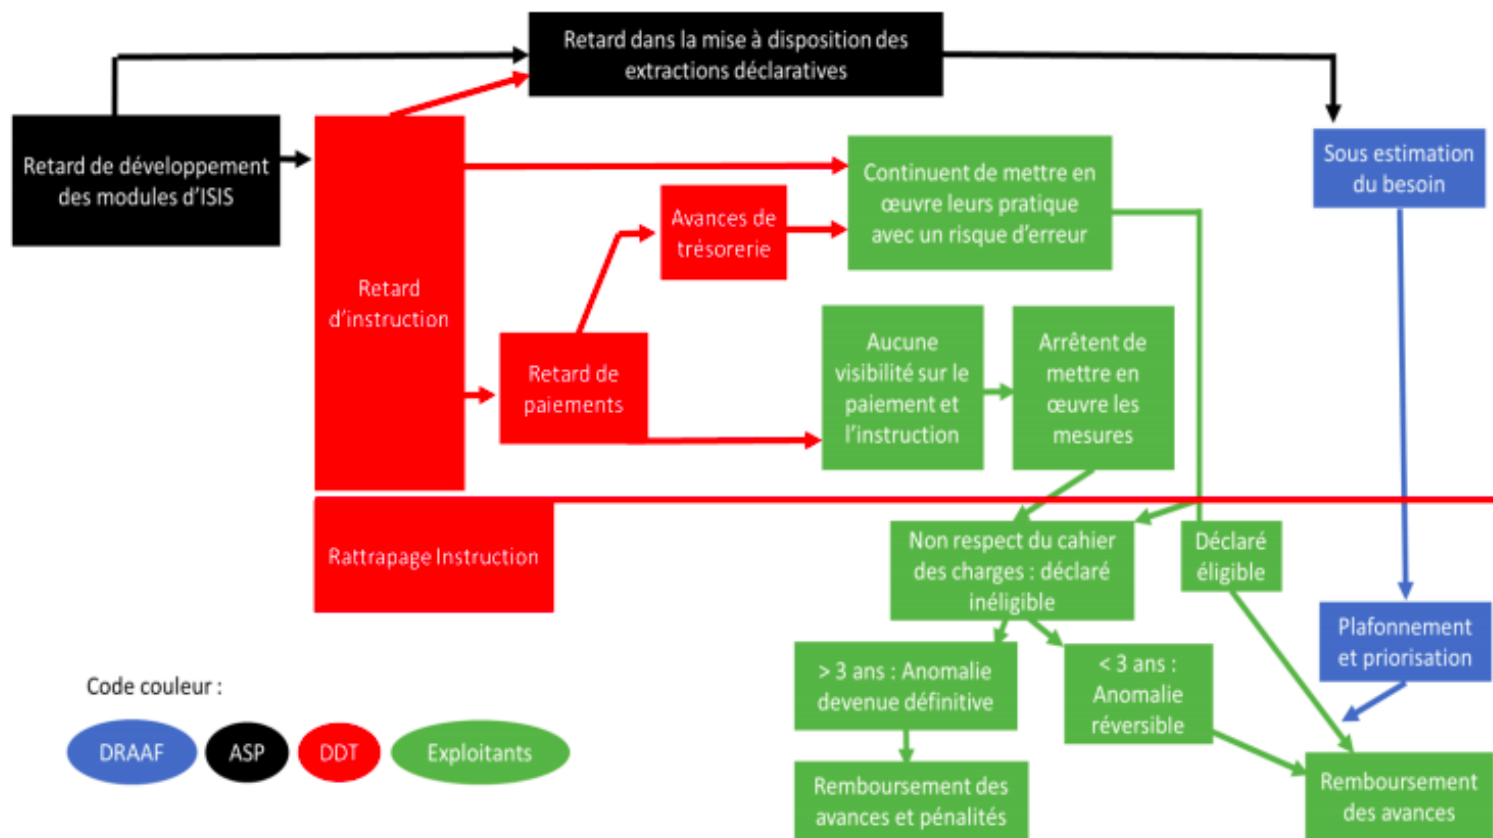 Retard dans la mise à disposition des
extractions déclaratives
Retard de développement
des modules d'ISIS
Sous estimation
du besoin
Continuent de mettre en
œuvre leurs pratique
avec un risque d'erreur
Avances de
trésorerie
Retard
d'instruction
Retard de
paiements
Aucune
visibilité sur le
paiement et
l'instruction
Arrêtent de
mettre en
œuvre les
mesures
Rattrapage Instruction
Non respect du cahier
des charges : déclaré
inéligible
Déclaré
éligible
Plafonnement
et priorisation
> 3 ans : Anomalie
devenue définitive
< 3 ans :
Anomalie
réversible
Remboursement des
avances et pénalités
Remboursement
des avances
Code couleur :
DRAAF
ASP
DDT
Exploitants